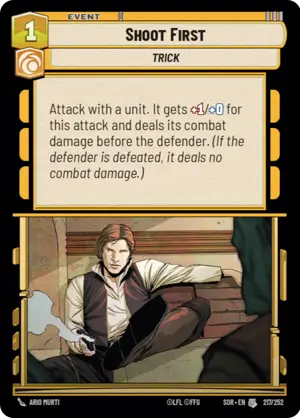 EVENT
1
SHOOT FIRST
TRICK
Attack with a unit. It gets +1/+0 for
this attack and deals its combat
damage before the defender. (If the
defender is defeated, it deals no
combat damage.)
ARIO MURTI
©LFL ©FFG
SOR • EN
217/252